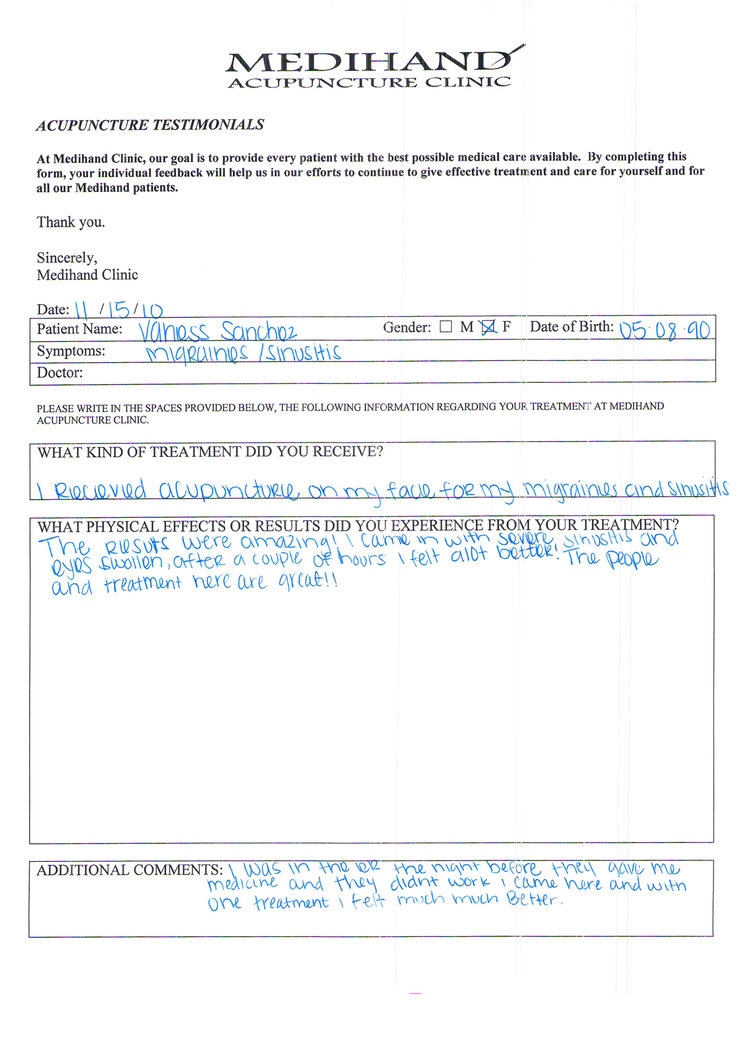 MEDIHAND
ACUPUNCTURE CLINIC
ACUPUNCTURE TESTIMONIALS
At Medihand Clinic, our goal is to provide every patient with the best possible medical care available. By completing this
form, your individual feedback will help us in our efforts to continue to give effective treatment and care for yourself and for
all our Medihand patients.
Thank you.
Sincerely,
Medihand Clinic
Date: 11/15/10
Patient Name: Vaness Sanchez Gender: ☐ M ☒ F Date of Birth: 05·08·90
Symptoms: migraines/sinusitis
Doctor:
PLEASE WRITE IN THE SPACES PROVIDED BELOW, THE FOLLOWING INFORMATION REGARDING YOUR TREATMENT AT MEDIHAND
ACUPUNCTURE CLINIC.
WHAT KIND OF TREATMENT DID YOU RECEIVE?
I Recieved acupuncture on my face for my migraines and sinusitis
WHAT PHYSICAL EFFECTS OR RESULTS DID YOU EXPERIENCE FROM YOUR TREATMENT?
The Resuts were amazing! I came in with severe sinusitis and
eyes swollen, after a couple of hours I felt alot better! The people
and treatment here are great!!
ADDITIONAL COMMENTS: I was in the ER the night before they gave me
medicine and they didnt work I came here and with
one treatment I felt much much Better.